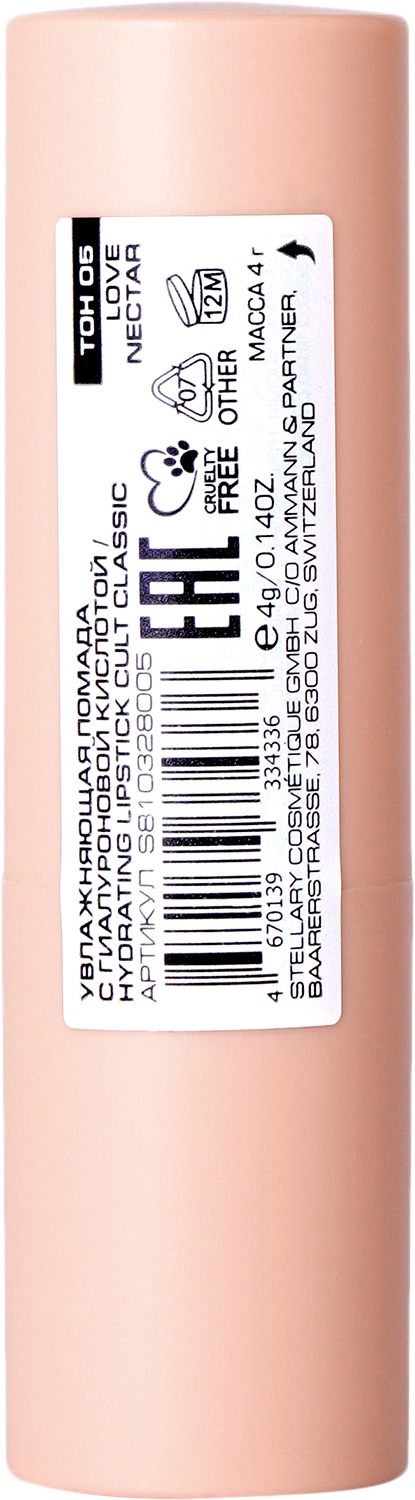 ТОН 05
LOVE
NECTAR
УВЛАЖНЯЮЩАЯ ПОМАДА
С ГИАЛУРОНОВОЙ КИСЛОТОЙ /
HYDRATING LIPSTICK CULT CLASSIC
АРТИКУЛ S810328005
12M
07
OTHER
CRUELTY
FREE
EAC
МАССА 4 г
e 4g/0.14OZ.
4 670139 334336
STELLARY COSMÉTIQUE GMBH C/O AMMANN & PARTNER,
BAARERSTRASSE, 78, 6300 ZUG, SWITZERLAND